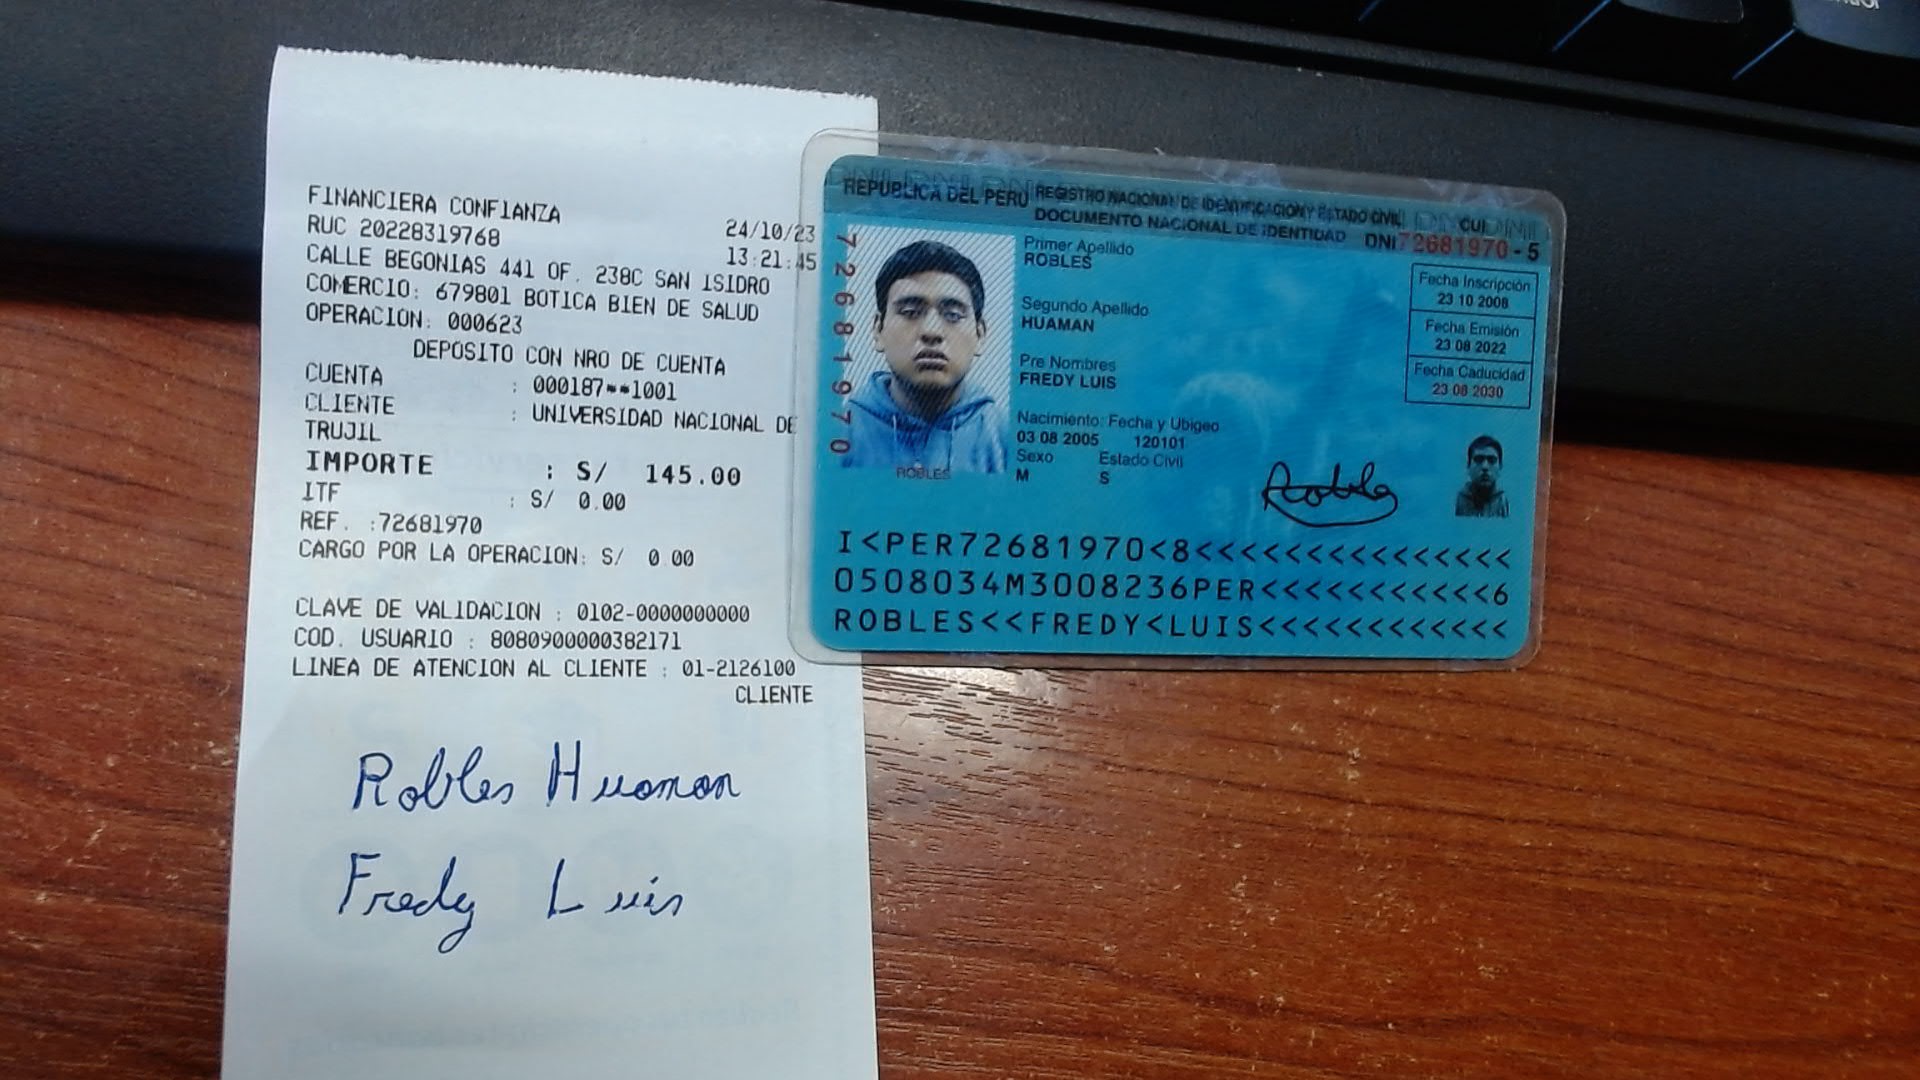 FINANCIERA CONFIANZA
RUC 20228319768 24/10/23
CALLE BEGONIAS 441 OF. 238C SAN ISIDRO 13:21:45
COMERCIO: 679801 BOTICA BIEN DE SALUD
OPERACION: 000623
DEPOSITO CON NRO DE CUENTA
CUENTA : 000187**1001
CLIENTE : UNIVERSIDAD NACIONAL DE
TRUJIL
IMPORTE : S/ 145.00
ITF : S/ 0.00
REF. :72681970
CARGO POR LA OPERACION: S/ 0.00
CLAVE DE VALIDACION : 0102-0000000000
COD. USUARIO : 8080900000382171
LINEA DE ATENCION AL CLIENTE : 01-2126100
CLIENTE
Robles Huaman
Fredy Luis
REPUBLICA DEL PERU REGISTRO NACIONAL DE IDENTIFICACION Y ESTADO CIVIL CUI
DOCUMENTO NACIONAL DE IDENTIDAD DNI 72681970 - 5
72681970
Primer Apellido
ROBLES
Segundo Apellido
HUAMAN
Pre Nombres
FREDY LUIS
Nacimiento: Fecha y Ubigeo
03 08 2005 120101
Sexo Estado Civil
M S
Fecha Inscripción
23 10 2008
Fecha Emisión
23 08 2022
Fecha Caducidad
23 08 2030
ROBLES
Robles
I<PER72681970<8<<<<<<<<<<<<<<<
0508034M3008236PER<<<<<<<<<<<6
ROBLES<<FREDY<LUIS<<<<<<<<<<<<